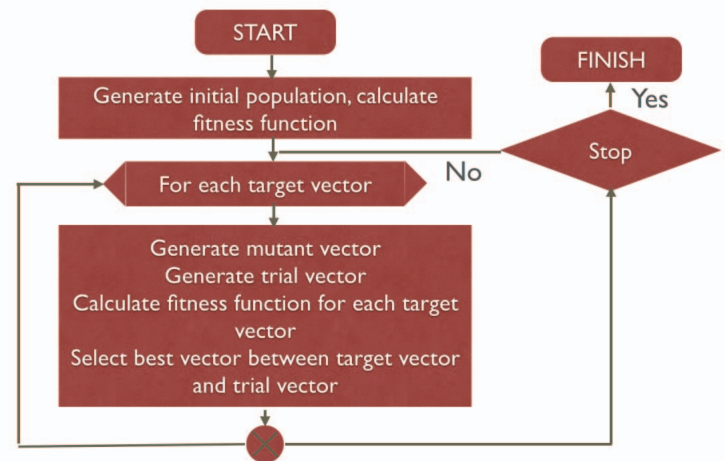 START
Generate initial population, calculate
fitness function
For each target vector
Generate mutant vector
Generate trial vector
Calculate fitness function for each target
vector
Select best vector between target vector
and trial vector
FINISH
Yes
Stop
No